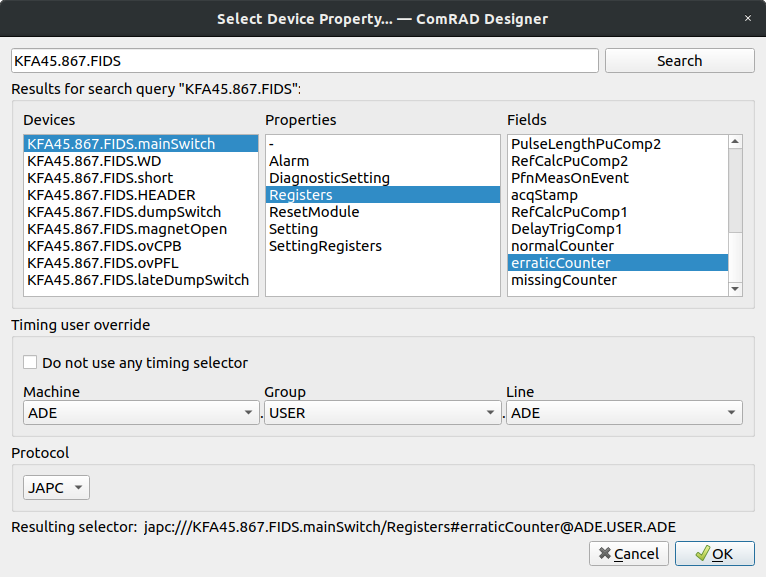 Select Device Property... — ComRAD Designer
×
KFA45.867.FIDS
Search
Results for search query "KFA45.867.FIDS":
Devices
KFA45.867.FIDS.mainSwitch
KFA45.867.FIDS.WD
KFA45.867.FIDS.short
KFA45.867.FIDS.HEADER
KFA45.867.FIDS.dumpSwitch
KFA45.867.FIDS.magnetOpen
KFA45.867.FIDS.ovCPB
KFA45.867.FIDS.ovPFL
KFA45.867.FIDS.lateDumpSwitch
Properties
-
Alarm
DiagnosticSetting
Registers
ResetModule
Setting
SettingRegisters
Fields
PulseLengthPuComp2
RefCalcPuComp2
PfnMeasOnEvent
acqStamp
RefCalcPuComp1
DelayTrigComp1
normalCounter
erraticCounter
missingCounter
Timing user override
Do not use any timing selector
Machine Group Line
ADE . USER . ADE
Protocol
JAPC
Resulting selector: japc:///KFA45.867.FIDS.mainSwitch/Registers#erraticCounter@ADE.USER.ADE
Cancel OK